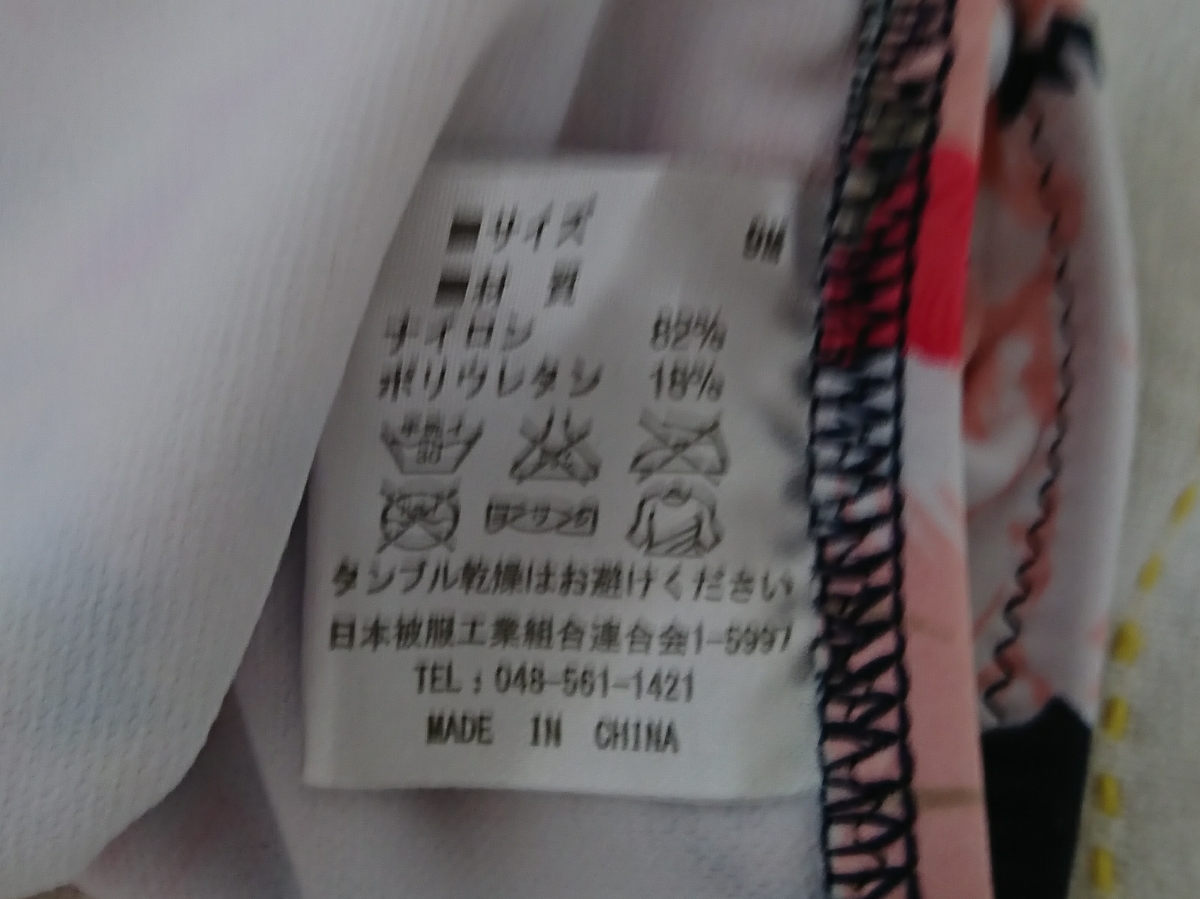 ■サイズ 9M
■材 質
ナイロン 82%
ポリウレタン 18%
タンブル乾燥はお避けください
日本被服工業組合連合会1-5997
TEL：048-561-1421
MADE IN CHINA